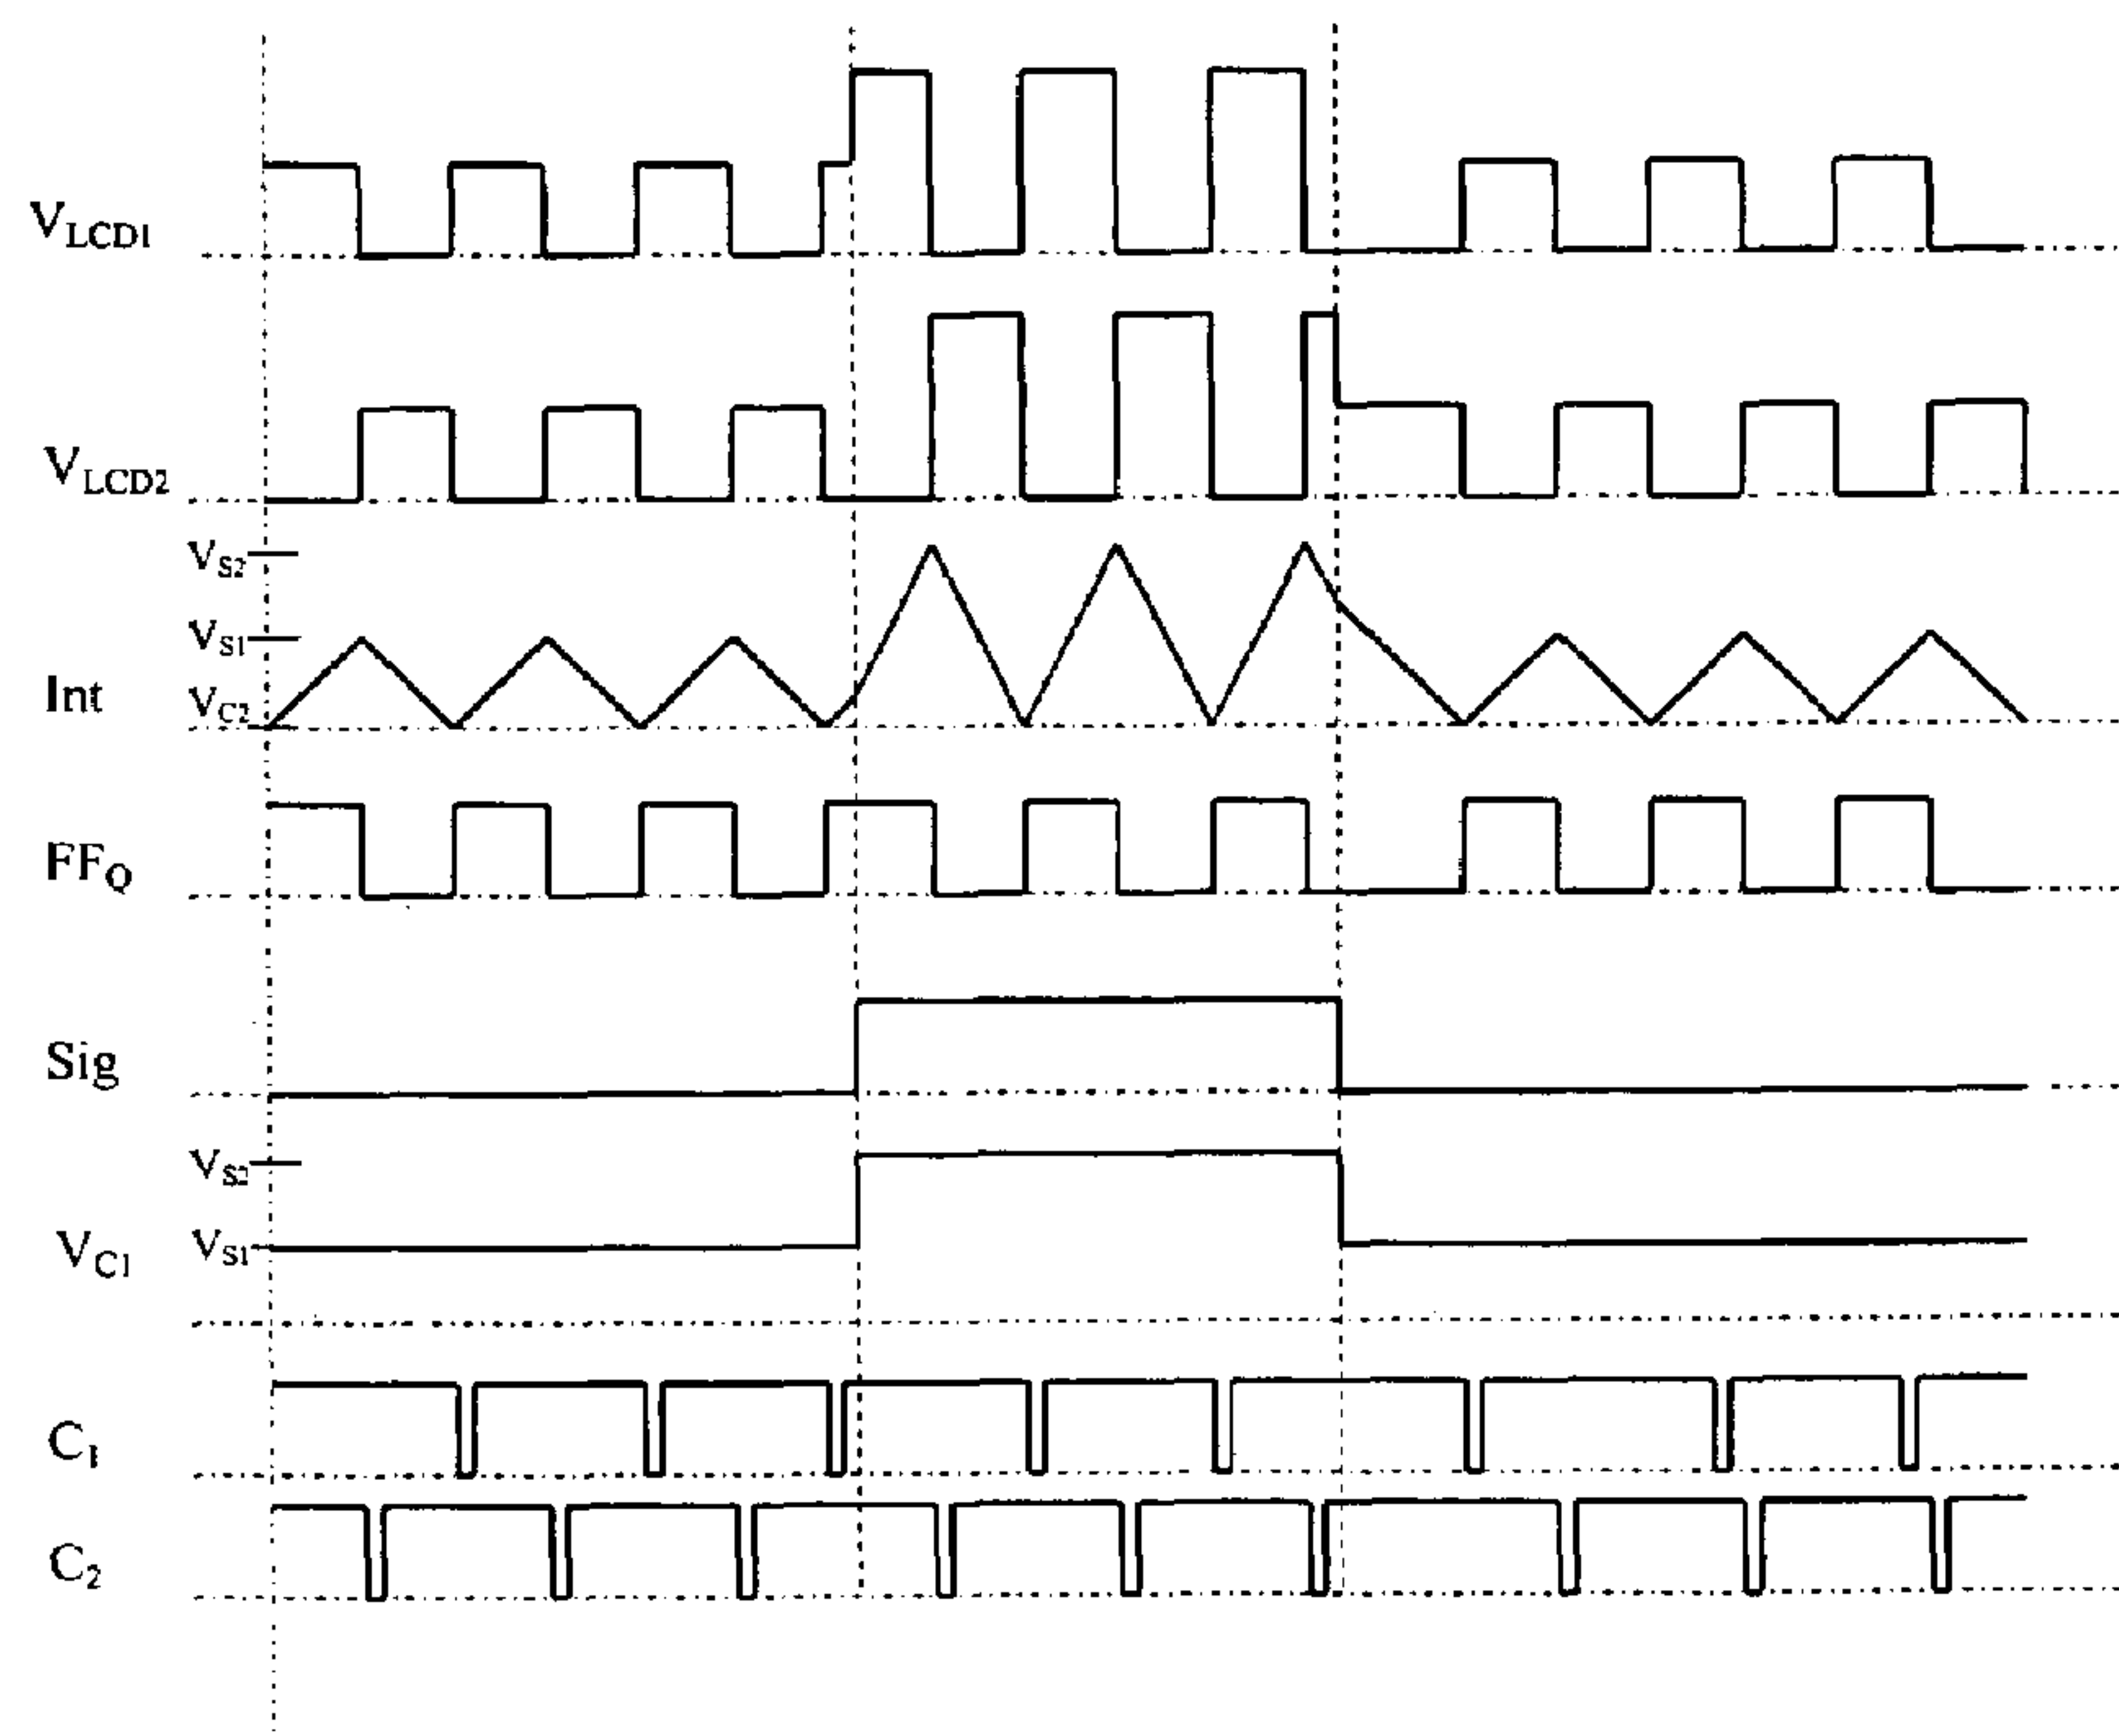 V_LCD1
V_LCD2
V_S2
V_S1
Int V_C2
FF_Q
Sig
V_S2
V_C1 V_S1
C_1
C_2